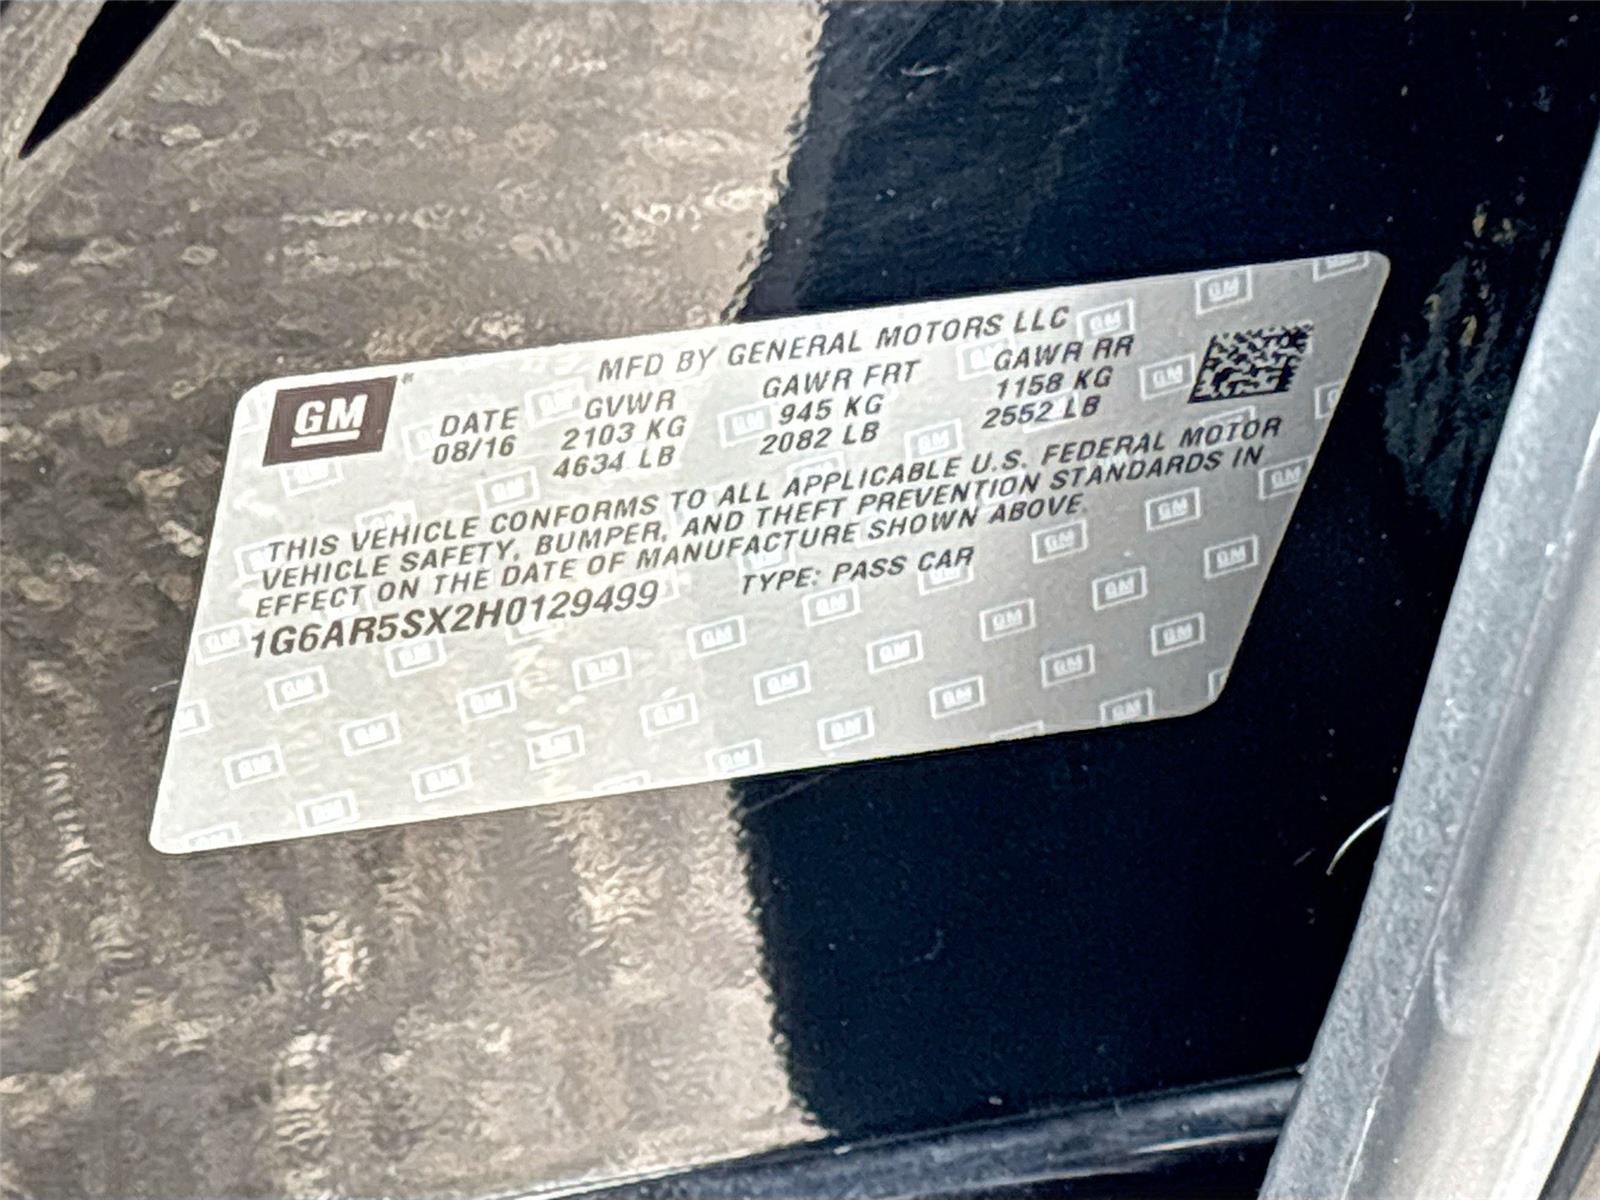 MFD BY GENERAL MOTORS LLC
GM
DATE GVWR GAWR FRT GAWR RR
08/16 2103 KG 945 KG 1158 KG
4634 LB 2082 LB 2552 LB
THIS VEHICLE CONFORMS TO ALL APPLICABLE U.S. FEDERAL MOTOR
VEHICLE SAFETY, BUMPER, AND THEFT PREVENTION STANDARDS IN
EFFECT ON THE DATE OF MANUFACTURE SHOWN ABOVE.
1G6AR5SX2H0129499 TYPE: PASS CAR